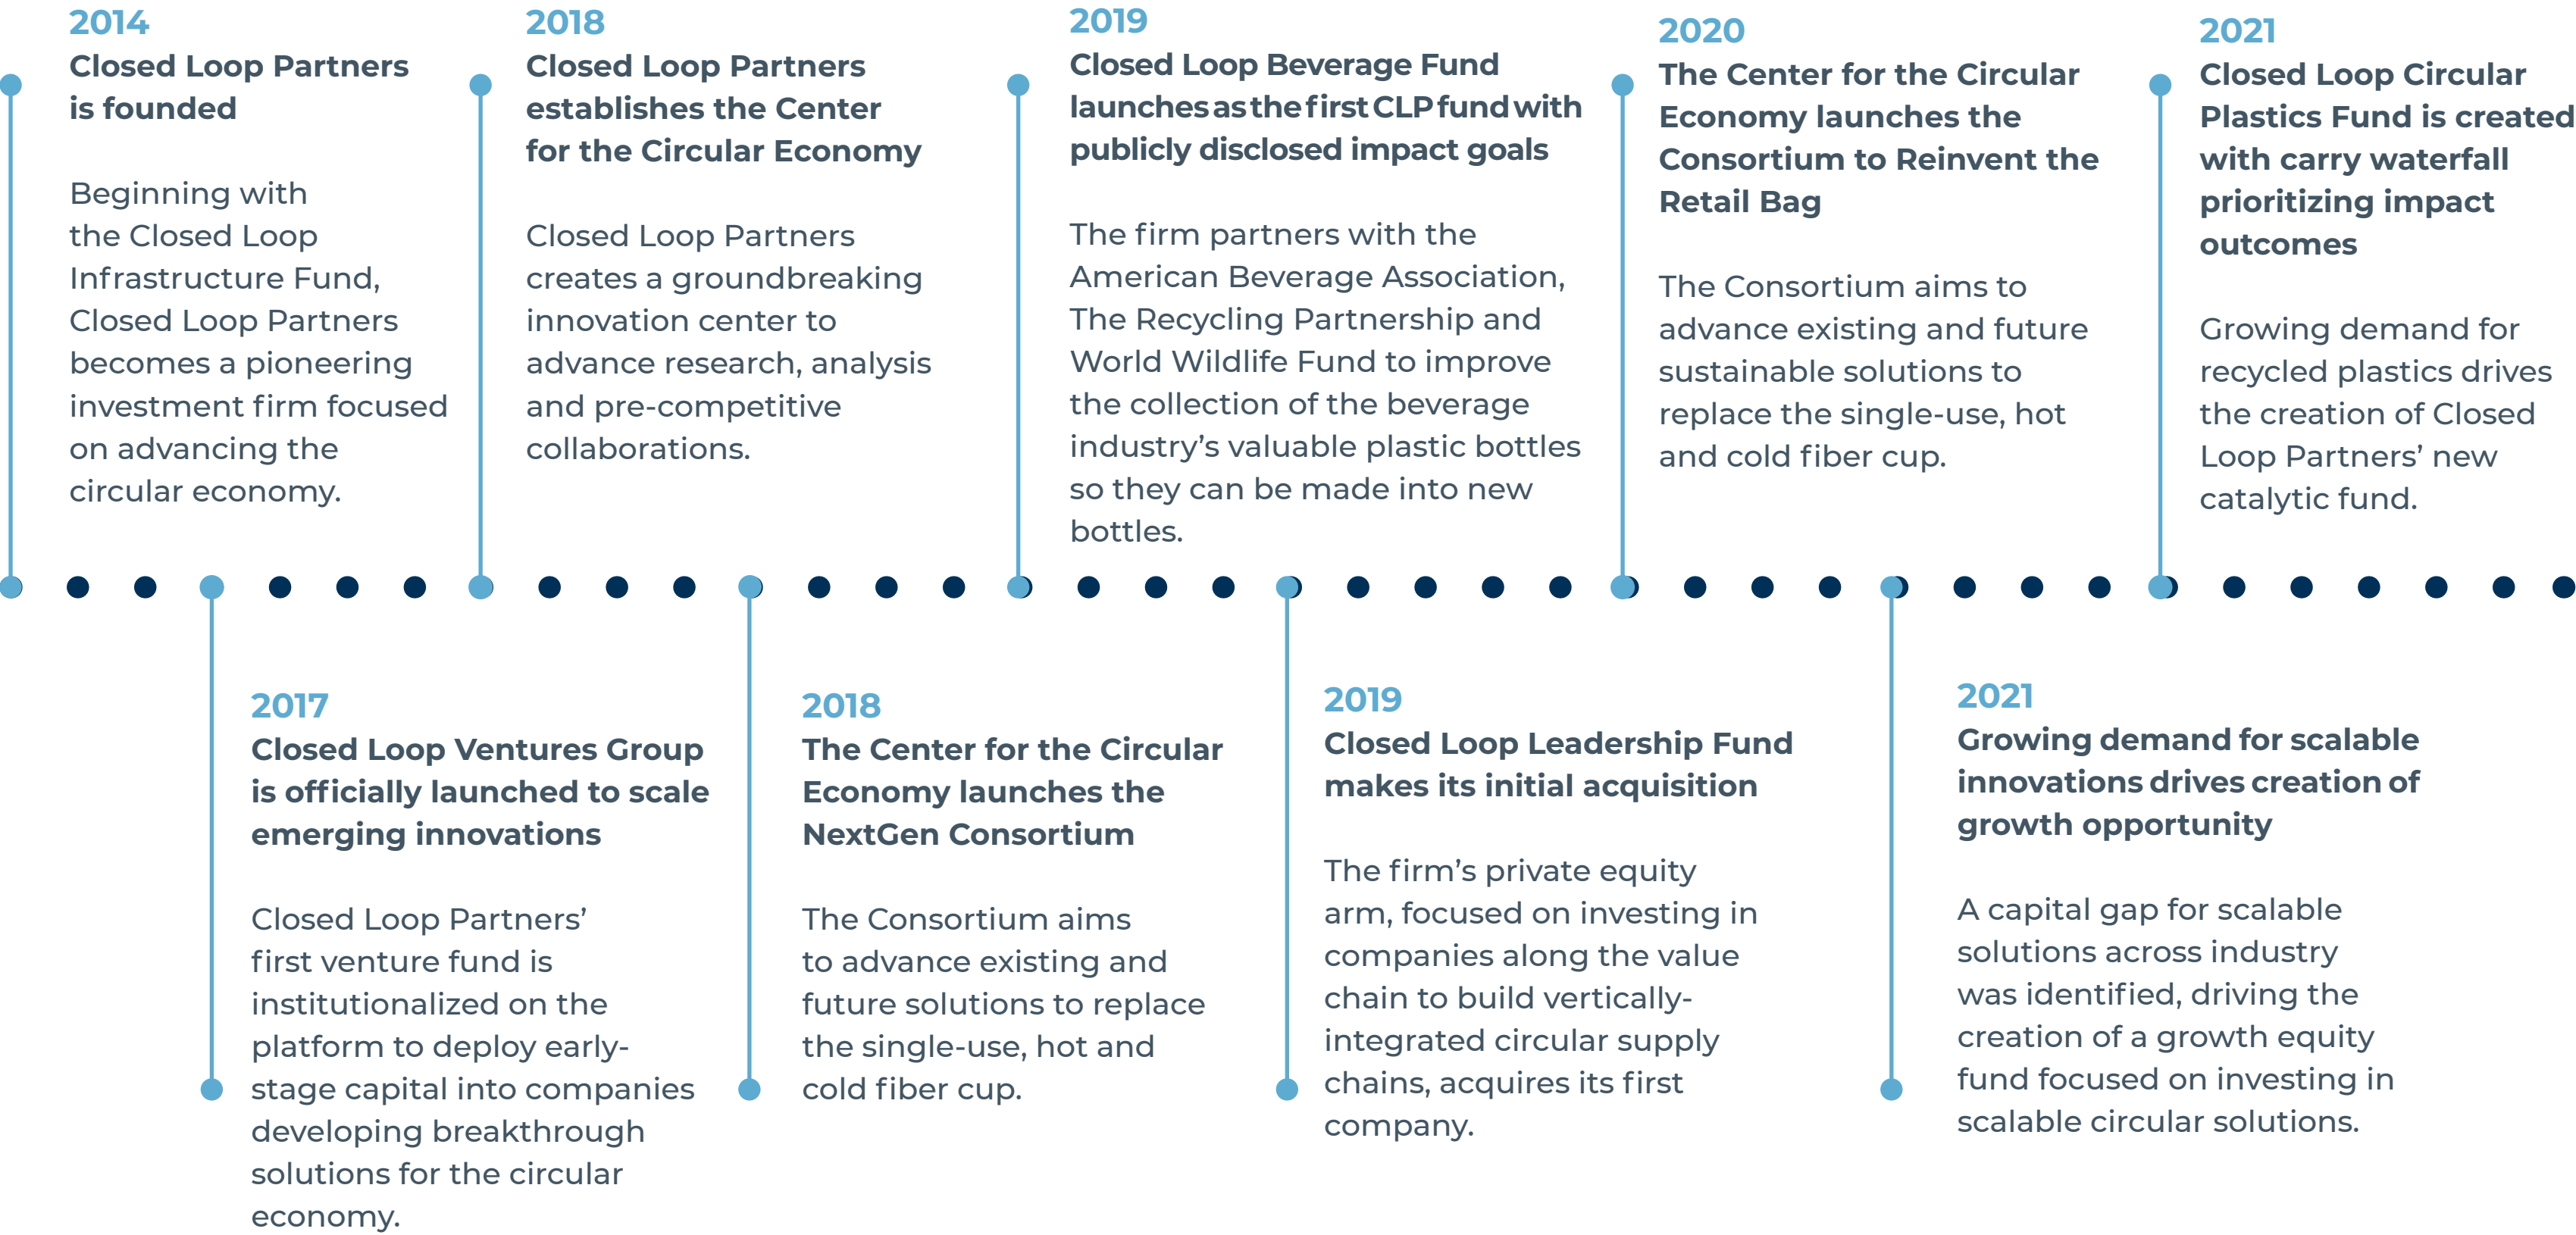 2014
Closed Loop Partners
is founded
Beginning with
the Closed Loop
Infrastructure Fund,
Closed Loop Partners
becomes a pioneering
investment firm focused
on advancing the
circular economy.
2017
Closed Loop Ventures Group
is officially launched to scale
emerging innovations
Closed Loop Partners’
first venture fund is
institutionalized on the
platform to deploy early-
stage capital into companies
developing breakthrough
solutions for the circular
economy.
2018
Closed Loop Partners
establishes the Center
for the Circular Economy
Closed Loop Partners
creates a groundbreaking
innovation center to
advance research, analysis
and pre-competitive
collaborations.
2018
The Center for the Circular
Economy launches the
NextGen Consortium
The Consortium aims
to advance existing and
future solutions to replace
the single-use, hot and
cold fiber cup.
2019
Closed Loop Beverage Fund
launches as the first CLP fund with
publicly disclosed impact goals
The firm partners with the
American Beverage Association,
The Recycling Partnership and
World Wildlife Fund to improve
the collection of the beverage
industry’s valuable plastic bottles
so they can be made into new
bottles.
2019
Closed Loop Leadership Fund
makes its initial acquisition
The firm’s private equity
arm, focused on investing in
companies along the value
chain to build vertically-
integrated circular supply
chains, acquires its first
company.
2020
The Center for the Circular
Economy launches the
Consortium to Reinvent the
Retail Bag
The Consortium aims to
advance existing and future
sustainable solutions to
replace the single-use, hot
and cold fiber cup.
2021
Growing demand for scalable
innovations drives creation of
growth opportunity
A capital gap for scalable
solutions across industry
was identified, driving the
creation of a growth equity
fund focused on investing in
scalable circular solutions.
2021
Closed Loop Circular
Plastics Fund is created
with carry waterfall
prioritizing impact
outcomes
Growing demand for
recycled plastics drives
the creation of Closed
Loop Partners’ new
catalytic fund.